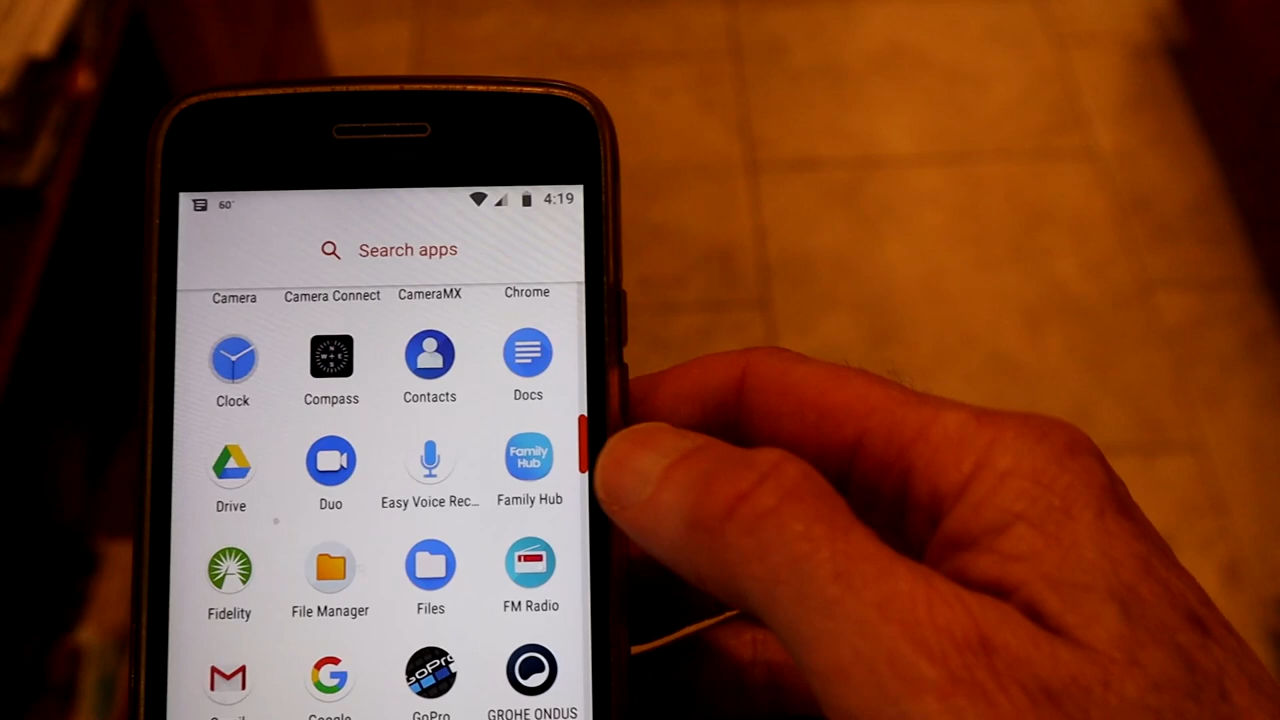 60° 4:19
Search apps
Camera Camera Connect CameraMX Chrome
Clock Compass Contacts Docs
Family Hub
Drive Duo Easy Voice Rec... Family Hub
Fidelity File Manager Files FM Radio
GoPro
Google GoPro GROHE ONDUS